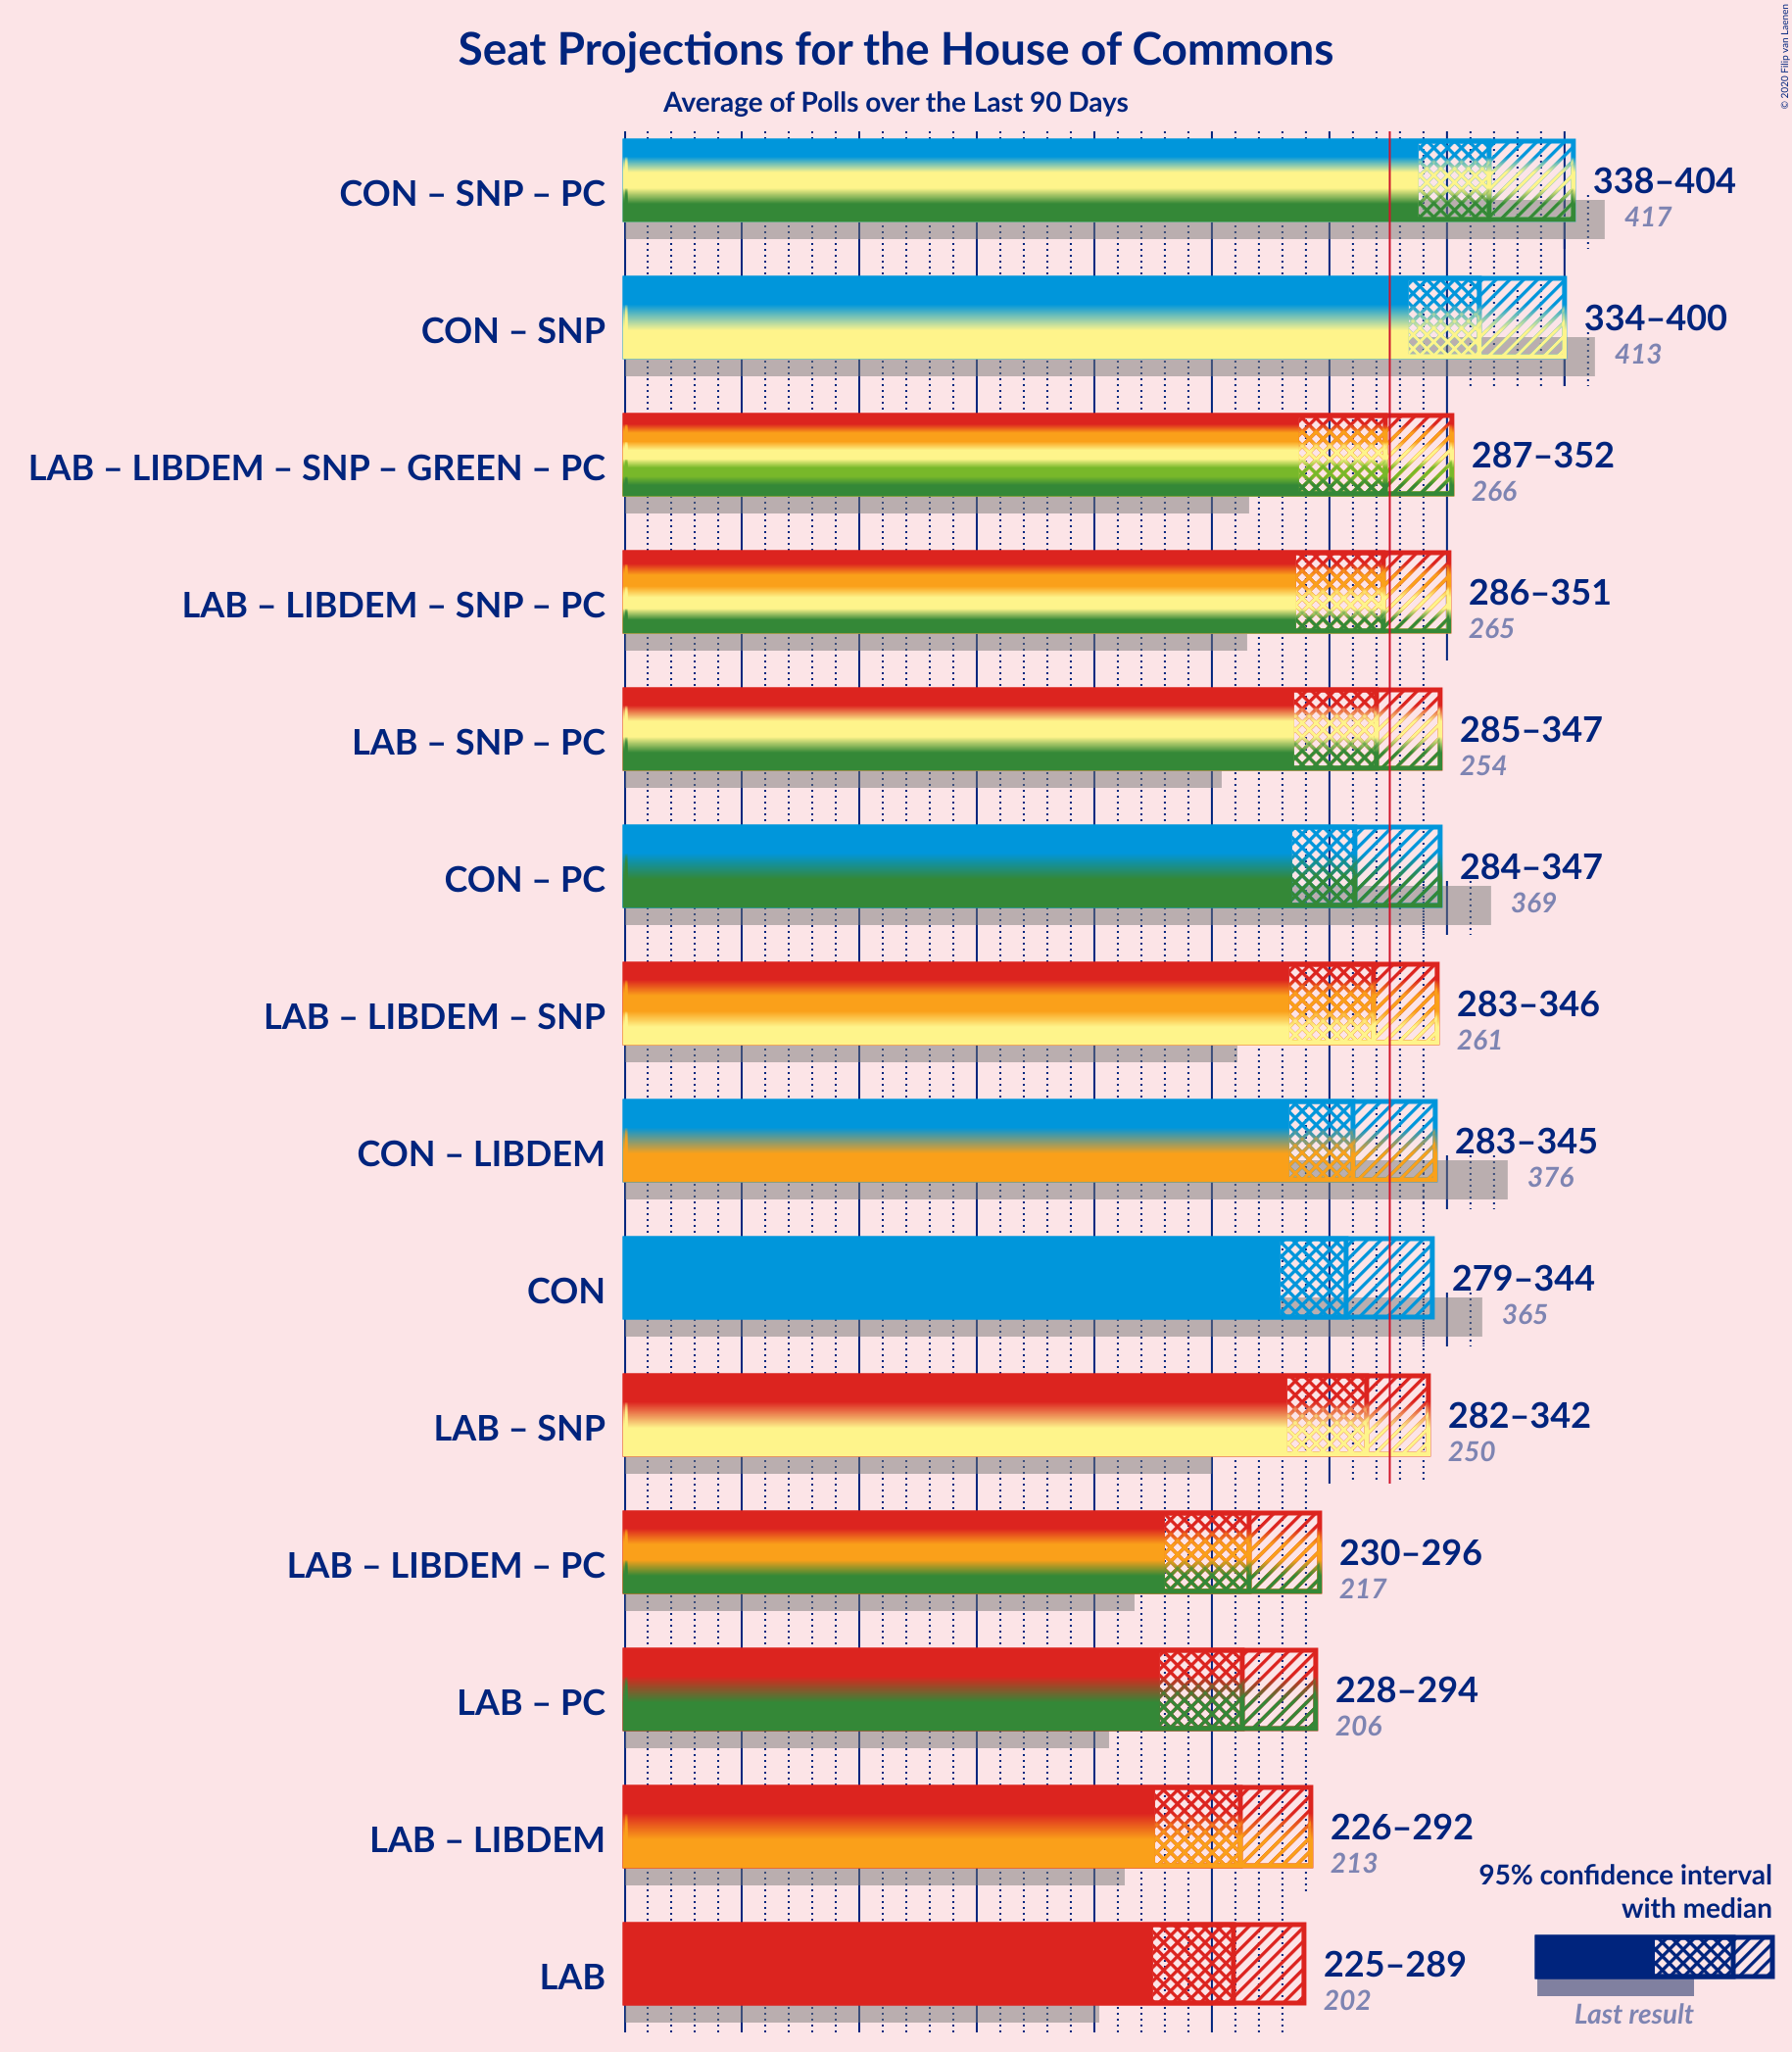 Seat Projections for the House of Commons
Average of Polls over the Last 90 Days
© 2020 Filip van Laenen
CON – SNP – PC
338–404
417
CON – SNP
334–400
413
LAB – LIBDEM – SNP – GREEN – PC
287–352
266
LAB – LIBDEM – SNP – PC
286–351
265
LAB – SNP – PC
285–347
254
CON – PC
284–347
369
LAB – LIBDEM – SNP
283–346
261
CON – LIBDEM
283–345
376
CON
279–344
365
LAB – SNP
282–342
250
LAB – LIBDEM – PC
230–296
217
LAB – PC
228–294
206
LAB – LIBDEM
226–292
213
LAB
225–289
202
95% confidence interval
with median
Last result